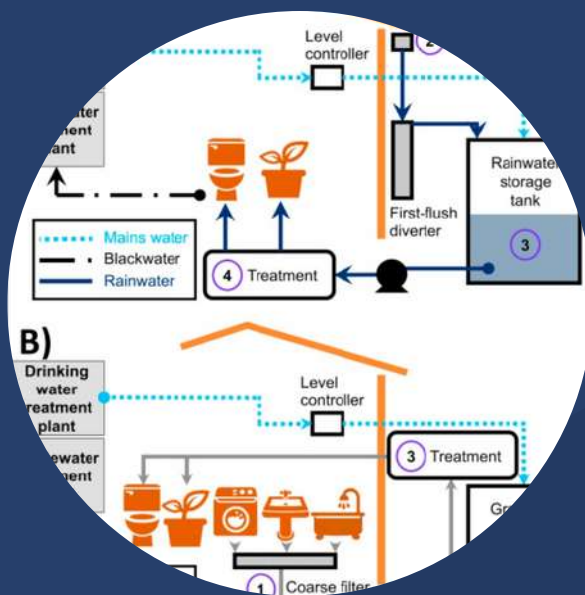 Level
controller
2
Rainwater
storage
tank
First-flush
diverter
3
Mains water
Blackwater
Rainwater
4 Treatment
B)
Drinking
water
plant
Level
controller
3 Treatment
1 Coarse filter